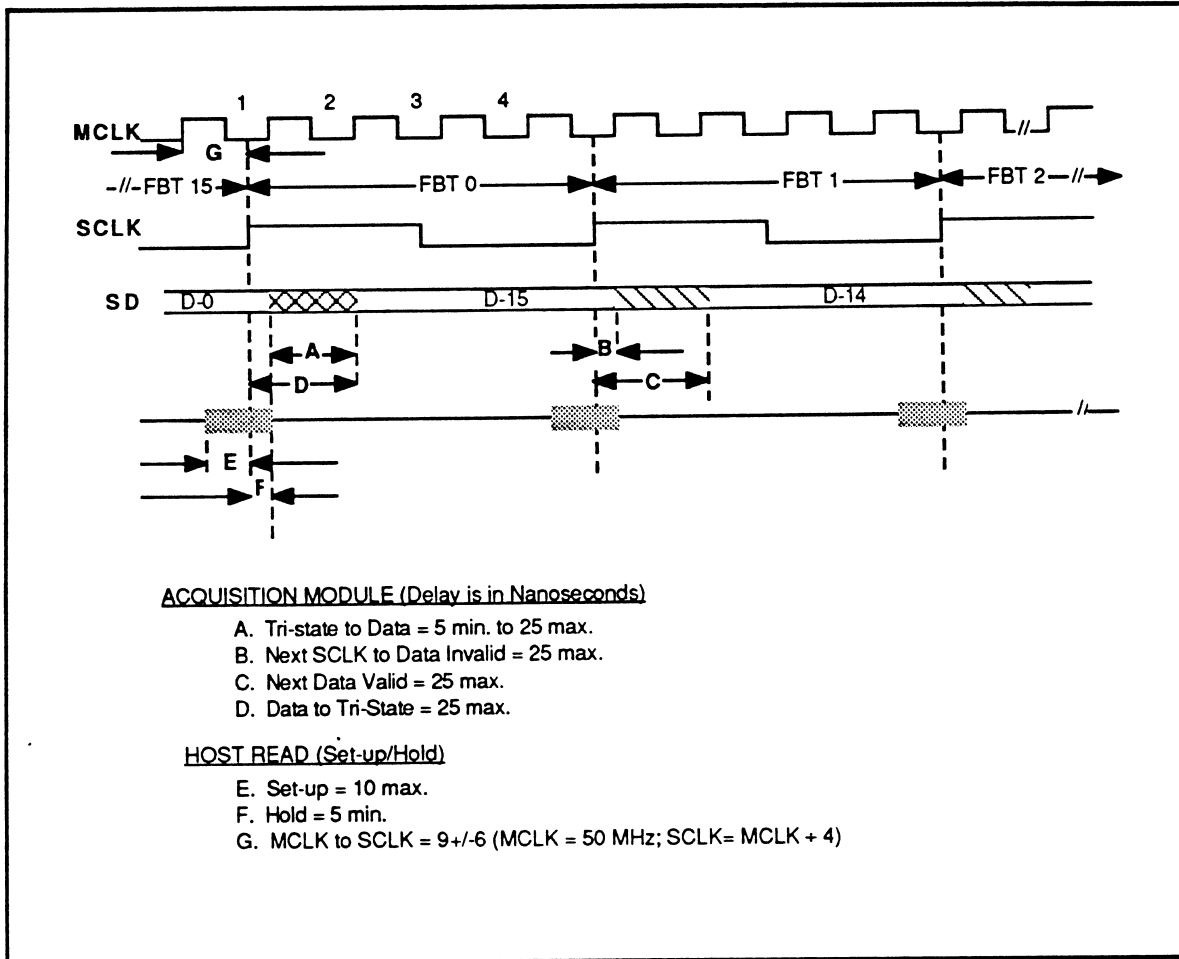 1 2 3 4
MCLK
//
G
-//-FBT 15 FBT 0 FBT 1 FBT 2 -//-
SCLK
SD D-0 D-15 D-14
A B
D C
//
E
F
ACQUISITION MODULE (Delay is in Nanoseconds)
A. Tri-state to Data = 5 min. to 25 max.
B. Next SCLK to Data Invalid = 25 max.
C. Next Data Valid = 25 max.
D. Data to Tri-State = 25 max.
HOST READ (Set-up/Hold)
E. Set-up = 10 max.
F. Hold = 5 min.
G. MCLK to SCLK = 9+/-6 (MCLK = 50 MHz; SCLK= MCLK + 4)